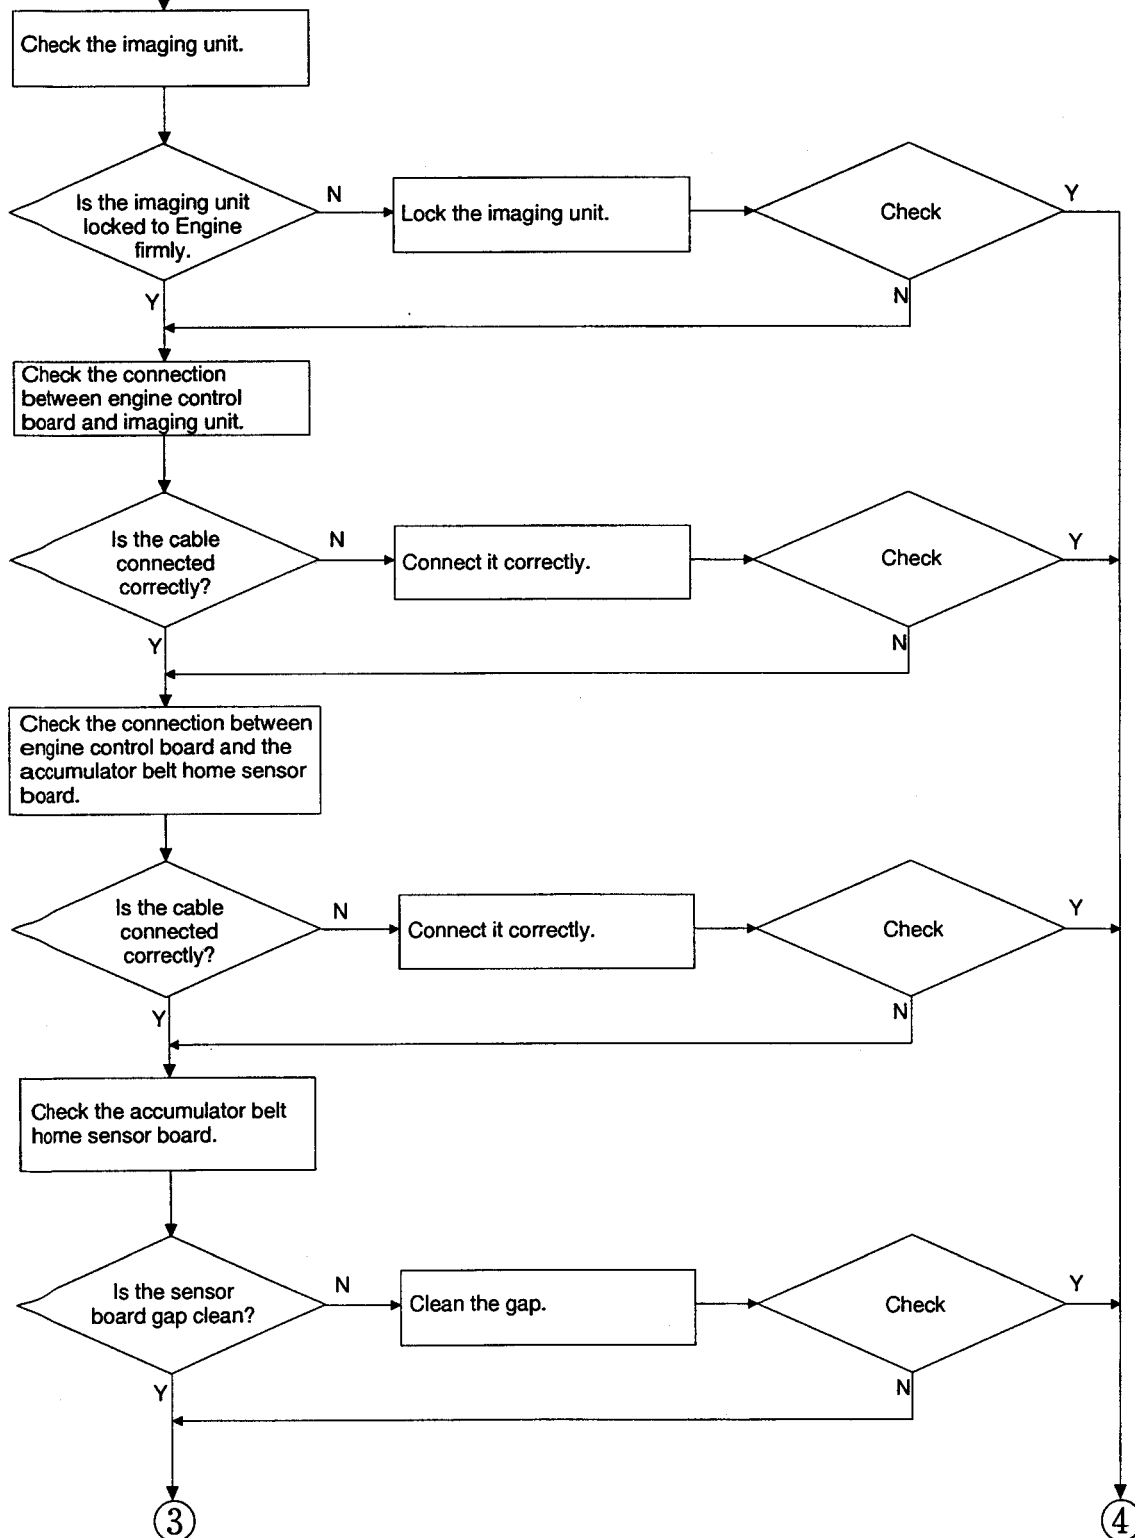 Check the imaging unit.
Is the imaging unit
locked to Engine
firmly.
N
Lock the imaging unit.
Check
Y
Y
N
Check the connection
between engine control
board and imaging unit.
Is the cable
connected
correctly?
N
Connect it correctly.
Check
Y
Y
N
Check the connection between
engine control board and the
accumulator belt home sensor
board.
Is the cable
connected
correctly?
N
Connect it correctly.
Check
Y
Y
N
Check the accumulator belt
home sensor board.
Is the sensor
board gap clean?
N
Clean the gap.
Check
Y
Y
N
③
④